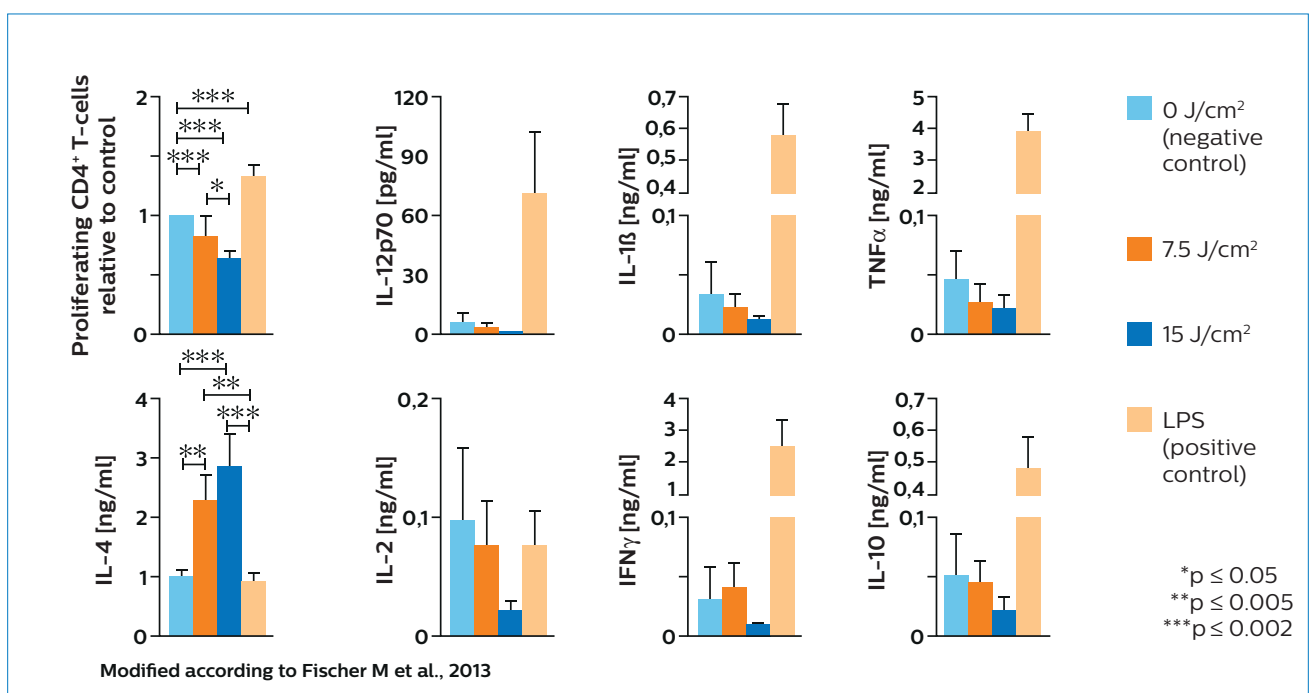 Proliferating CD4⁺ T-cells
relative to control
2
1
0
***
***
***
*
IL-12p70 [pg/ml]
120
90
60
30
0
IL-1ß [ng/ml]
0,7
0,6
0,5
0,4
0,1
0
TNFα [ng/ml]
5
4
3
2
0,1
0
0 J/cm²
(negative
control)
7.5 J/cm²
15 J/cm²
LPS
(positive
control)
IL-4 [ng/ml]
4
3
2
1
0
***
**
***
**
IL-2 [ng/ml]
0,2
0,1
0
IFNγ [ng/ml]
4
3
2
1
0,1
0
IL-10 [ng/ml]
0,7
0,6
0,5
0,4
0,1
0
*p ≤ 0.05
**p ≤ 0.005
***p ≤ 0.002
Modified according to Fischer M et al., 2013